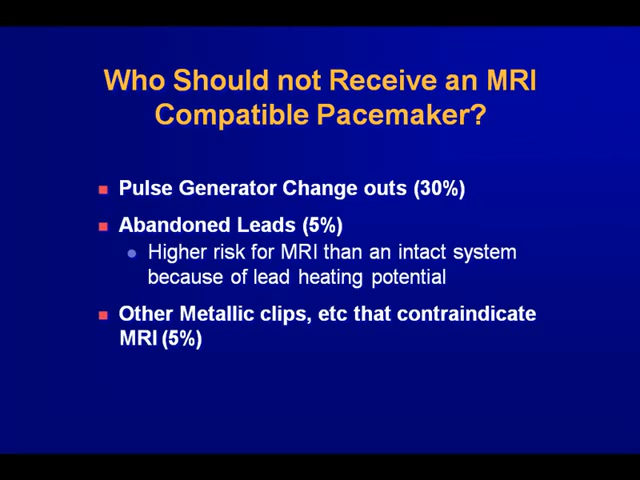 Who Should not Receive an MRI
Compatible Pacemaker?
Pulse Generator Change outs (30%)
Abandoned Leads (5%)
Higher risk for MRI than an intact system
because of lead heating potential
Other Metallic clips, etc that contraindicate
MRI (5%)